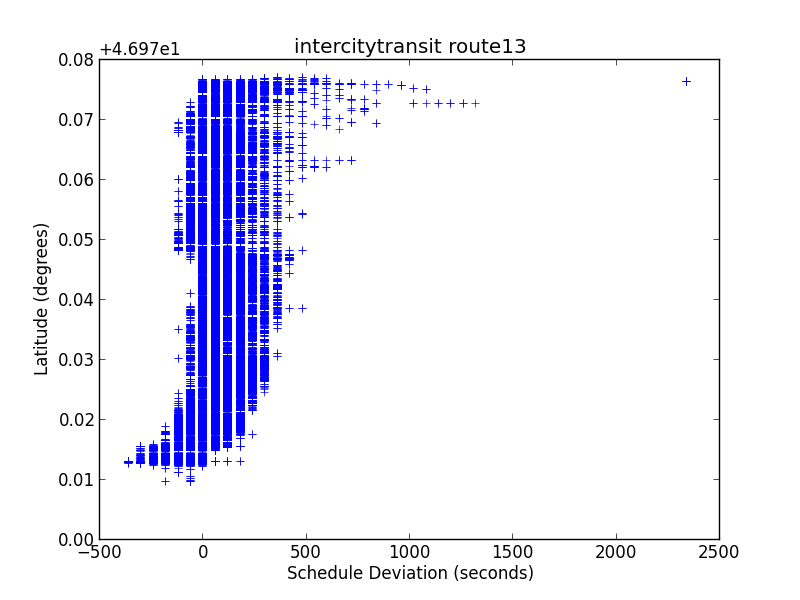 intercitytransit route13
+4.697e1
0.08
0.07
0.06
0.05
0.04
0.03
0.02
0.01
0.00
Latitude (degrees)
−500 0 500 1000 1500 2000 2500
Schedule Deviation (seconds)